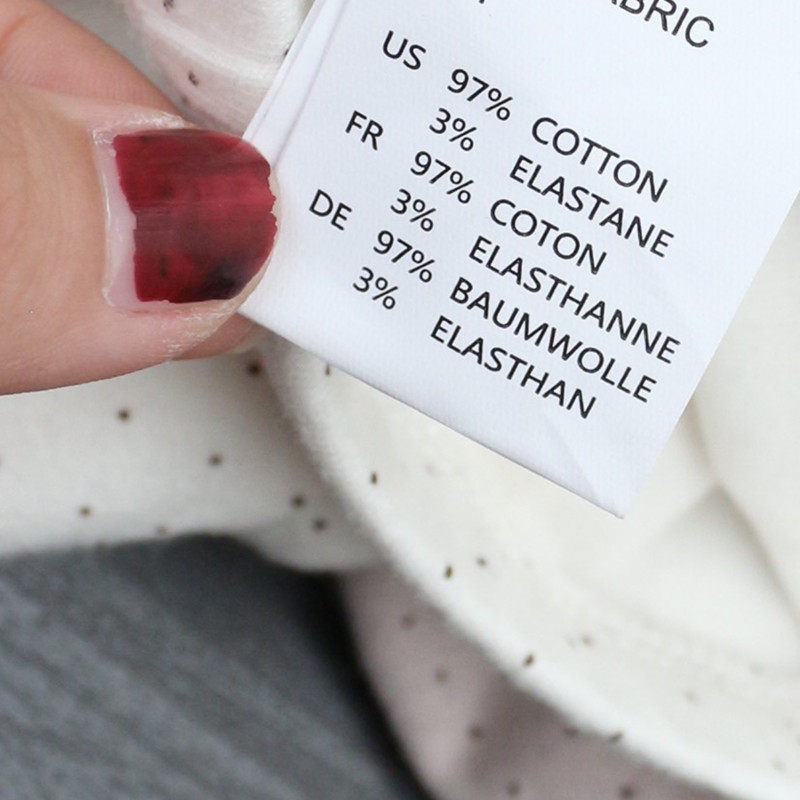 US 97% COTTON
3% ELASTANE
FR 97% COTON
3% ELASTHANNE
DE 97% BAUMWOLLE
3% ELASTHAN